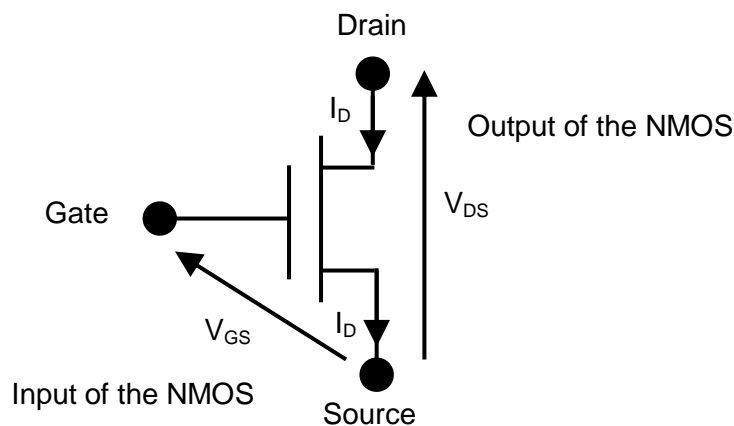 Drain
I_D
Output of the NMOS
V_DS
Gate
V_GS
I_D
Input of the NMOS
Source